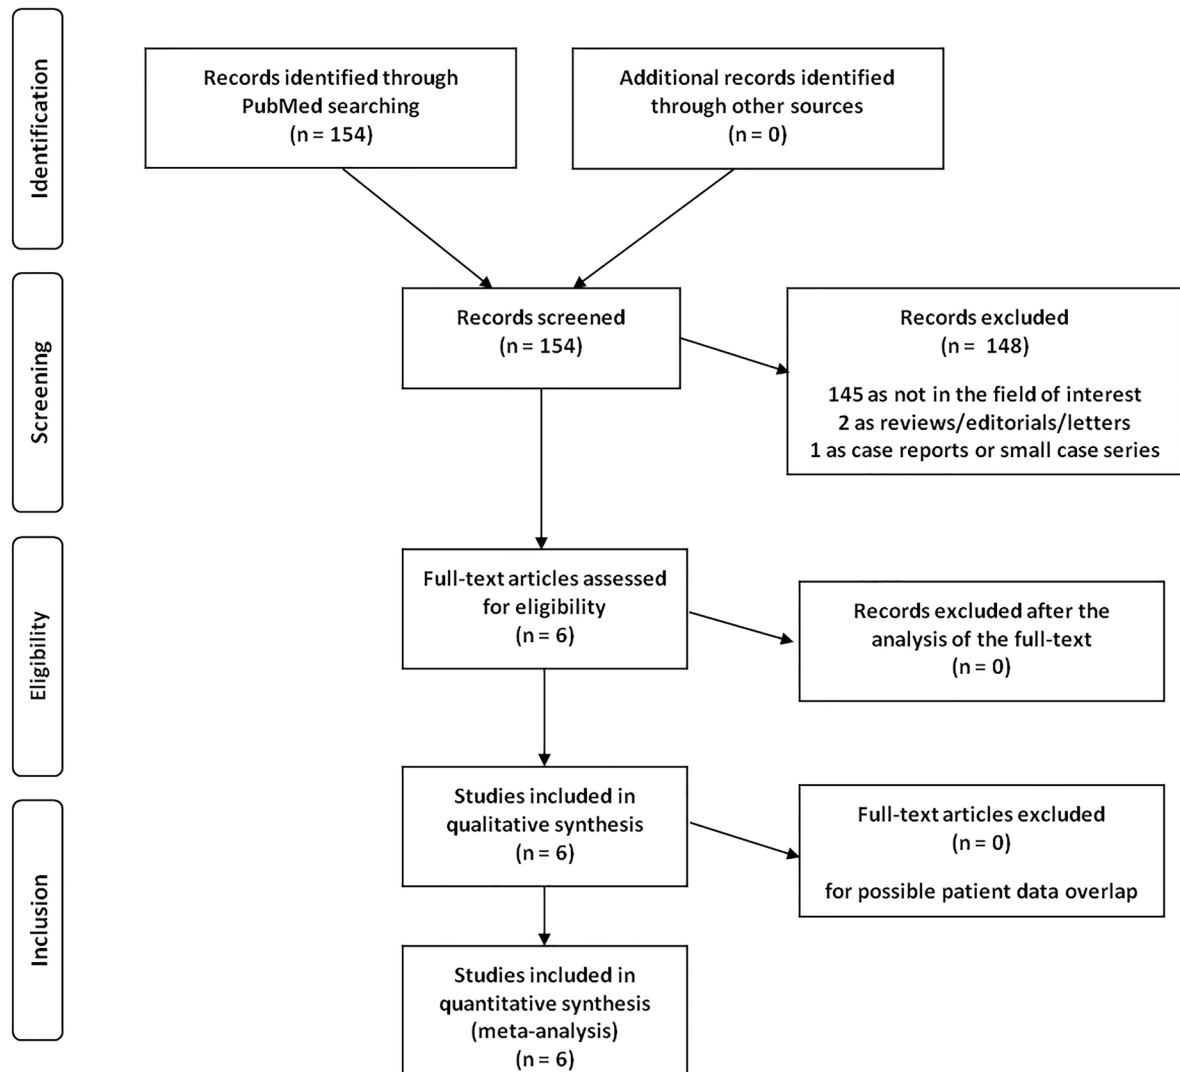 Identification
Records identified through
PubMed searching
(n = 154)
Additional records identified
through other sources
(n = 0)
Screening
Records screened
(n = 154)
Records excluded
(n = 148)
145 as not in the field of interest
2 as reviews/editorials/letters
1 as case reports or small case series
Eligibility
Full-text articles assessed
for eligibility
(n = 6)
Records excluded after the
analysis of the full-text
(n = 0)
Inclusion
Studies included in
qualitative synthesis
(n = 6)
Full-text articles excluded
(n = 0)
for possible patient data overlap
Studies included in
quantitative synthesis
(meta-analysis)
(n = 6)